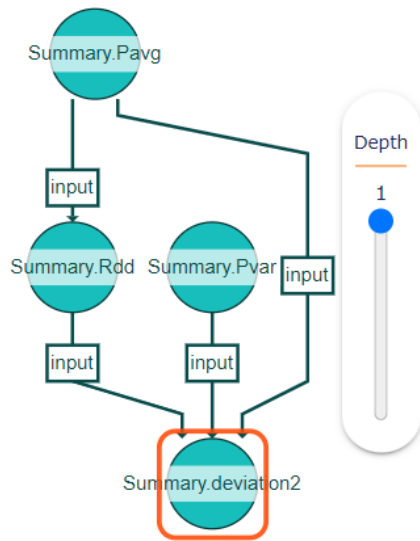 Summary.Pavg
Depth
1
input
Summary.Rdd
Summary.Pvar
input
input
input
Summary.deviation2